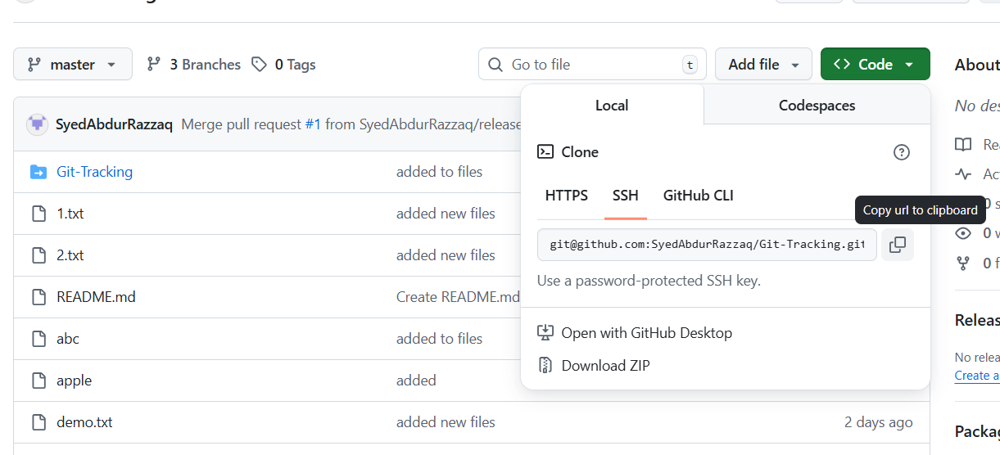 master
3 Branches
0 Tags
Go to file
t
Add file
Code
SyedAbdurRazzaq Merge pull request #1 from SyedAbdurRazzaq/release
Git-Tracking added to files
1.txt added new files
2.txt added new files
README.md Create README.md
abc added to files
apple added
demo.txt added new files 2 days ago
Local
Codespaces
Clone
HTTPS
SSH
GitHub CLI
Copy url to clipboard
git@github.com:SyedAbdurRazzaq/Git-Tracking.git
Use a password-protected SSH key.
Open with GitHub Desktop
Download ZIP
About
No des
Rea
Act
0 s
0 w
0 f
Releas
No relea
Create a
Packag